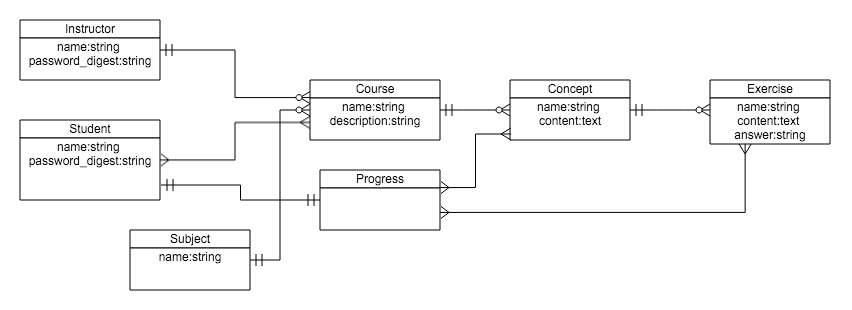 Instructor
name:string
password_digest:string
Student
name:string
password_digest:string
Subject
name:string
Course
name:string
description:string
Progress
Concept
name:string
content:text
Exercise
name:string
content:text
answer:string